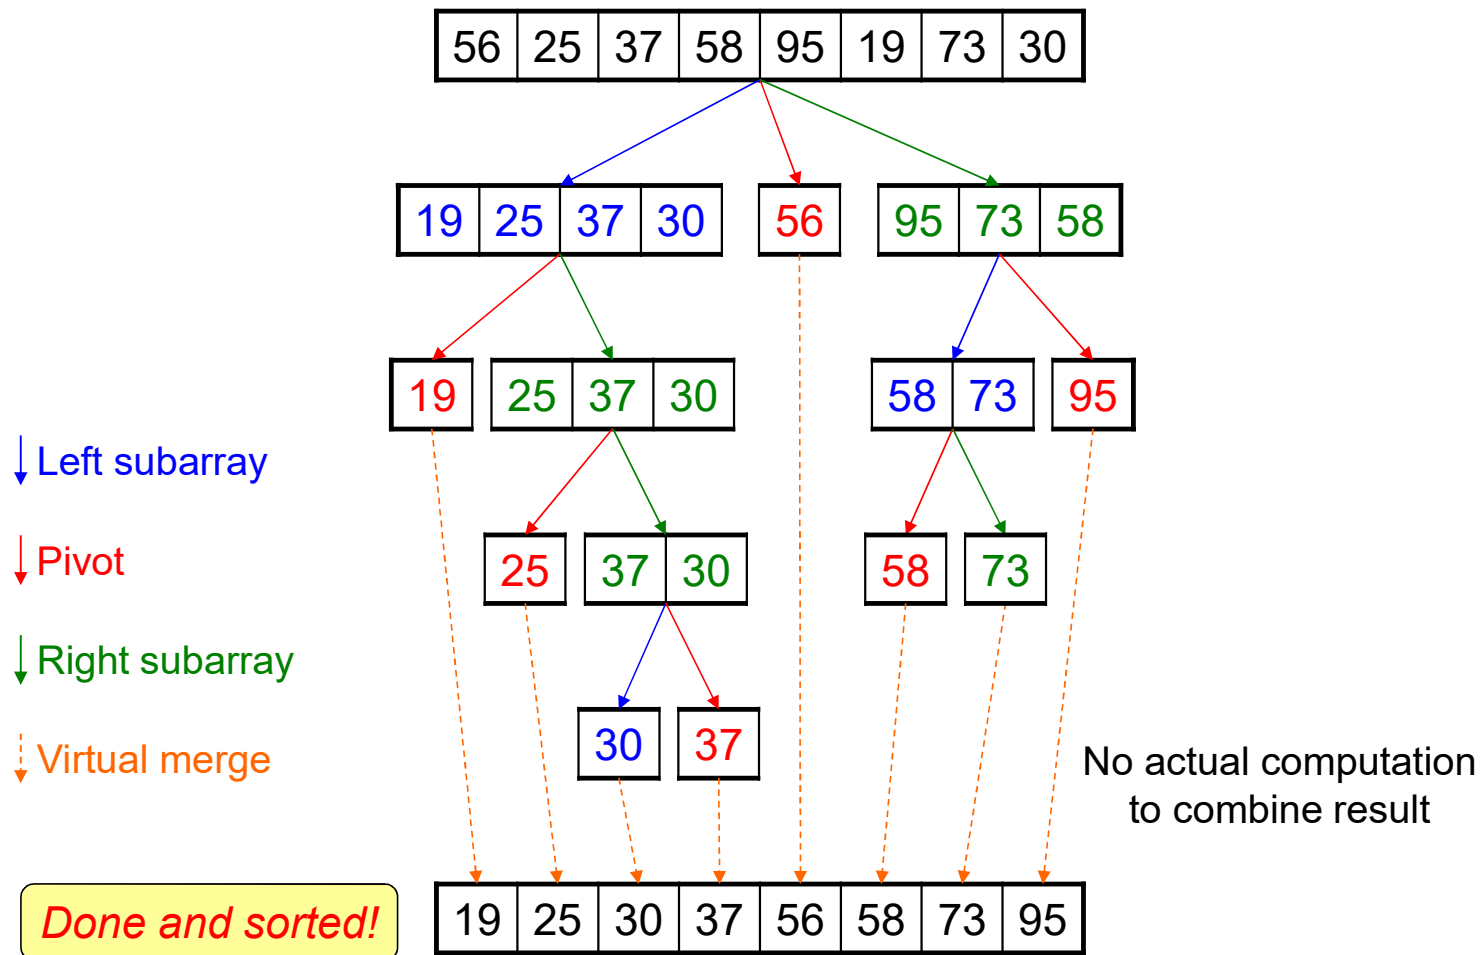 56 25 37 58 95 19 73 30
19 25 37 30 56 95 73 58
19 25 37 30 58 73 95
Left subarray
Pivot
25 37 30 58 73
Right subarray
30 37
Virtual merge
No actual computation
to combine result
Done and sorted!
19 25 30 37 56 58 73 95